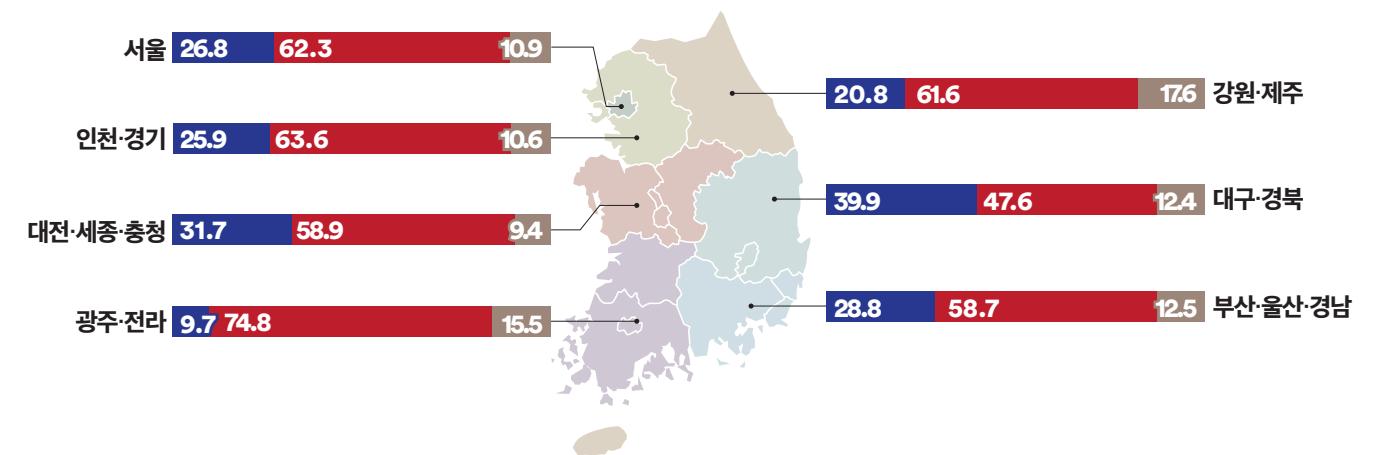 서울 26.8 62.3 10.9
인천·경기 25.9 63.6 10.6
대전·세종·충청 31.7 58.9 9.4
광주·전라 9.7 74.8 15.5
20.8 61.6 17.6 강원·제주
39.9 47.6 12.4 대구·경북
28.8 58.7 12.5 부산·울산·경남